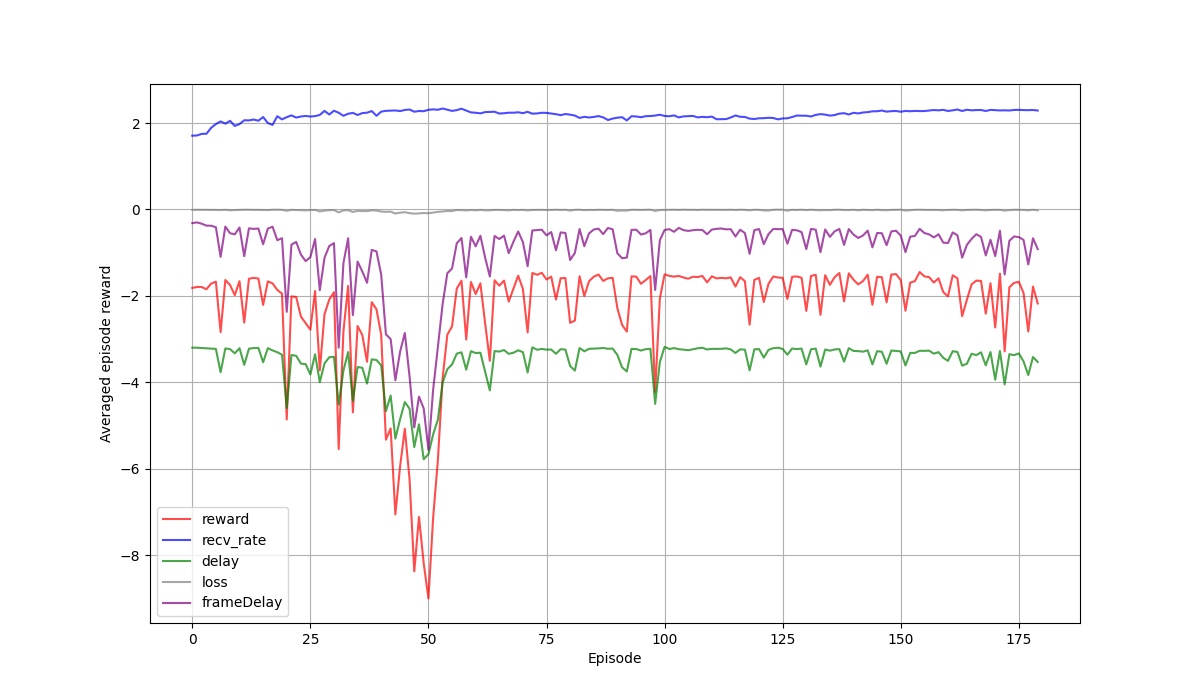 2
0
−2
−4
−6
−8
Averaged episode reward
reward
recv_rate
delay
loss
frameDelay
0 25 50 75 100 125 150 175
Episode